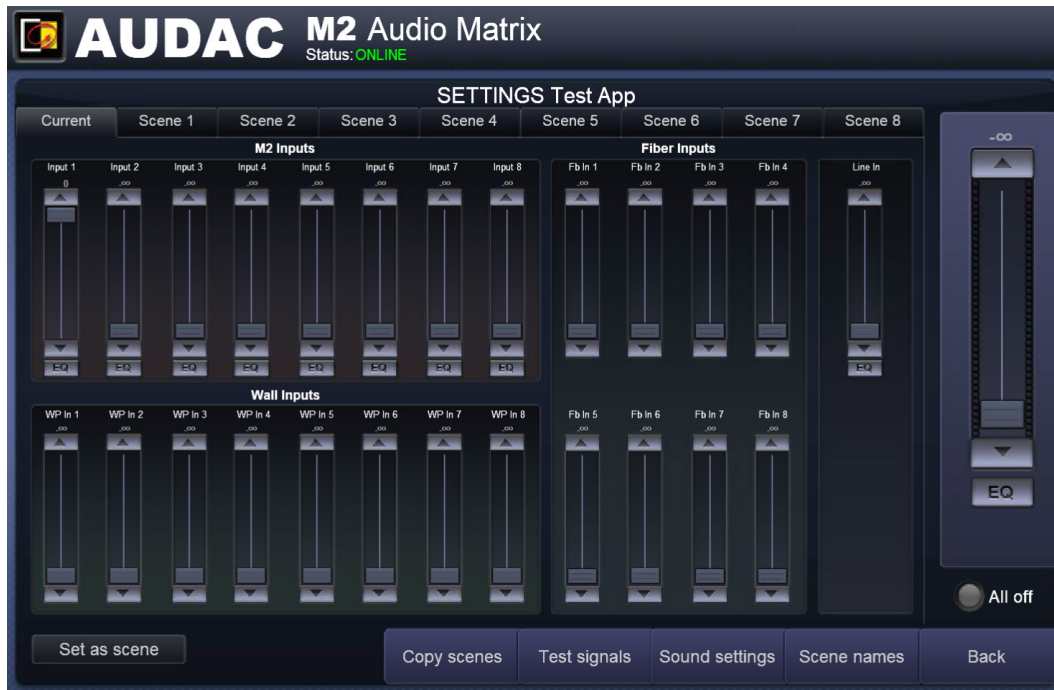 AUDAC M2 Audio Matrix
Status: ONLINE
SETTINGS Test App
Current Scene 1 Scene 2 Scene 3 Scene 4 Scene 5 Scene 6 Scene 7 Scene 8
M2 Inputs Fiber Inputs
-∞
Input 1 Input 2 Input 3 Input 4 Input 5 Input 6 Input 7 Input 8 Fb In 1 Fb In 2 Fb In 3 Fb In 4 Line In
0 -∞ -∞ -∞ -∞ -∞ -∞ -∞ -∞ -∞ -∞ -∞ -∞
EQ EQ EQ EQ EQ EQ EQ EQ EQ
Wall Inputs
WP In 1 WP In 2 WP In 3 WP In 4 WP In 5 WP In 6 WP In 7 WP In 8 Fb In 5 Fb In 6 Fb In 7 Fb In 8
-∞ -∞ -∞ -∞ -∞ -∞ -∞ -∞ -∞ -∞ -∞ -∞
EQ
All off
Set as scene Copy scenes Test signals Sound settings Scene names Back